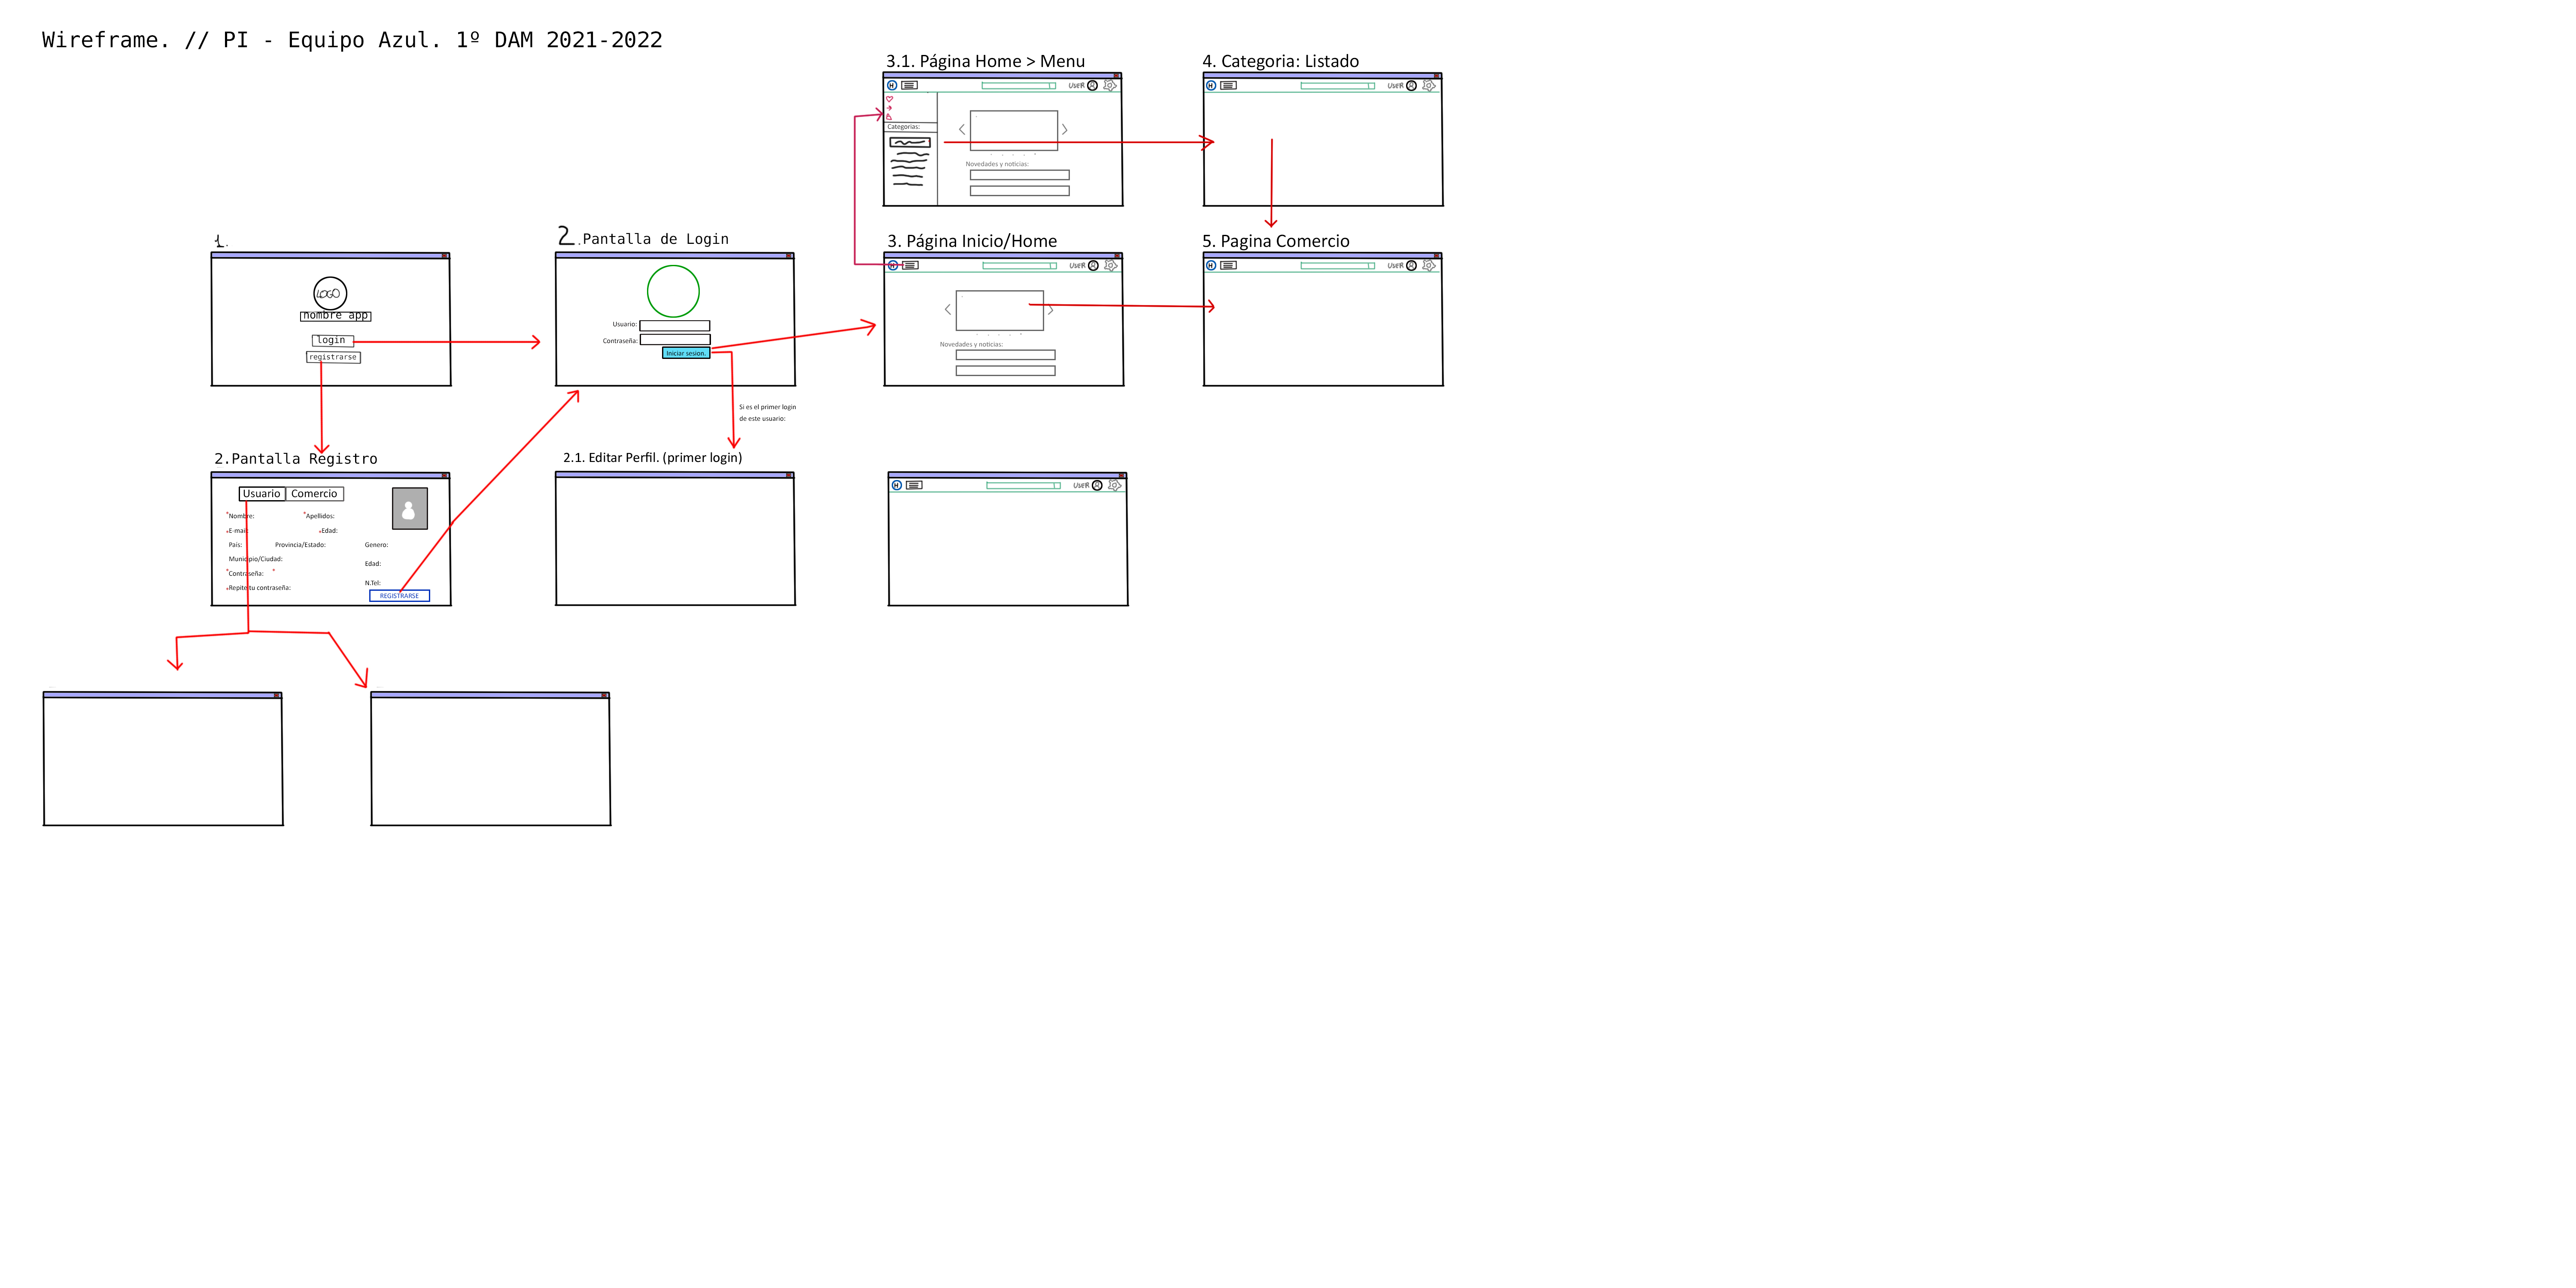 Wireframe. // PI - Equipo Azul. 1º DAM 2021-2022
3.1. Página Home > Menu
H
USER
Categorias:
Novedades y noticias:
4. Categoria: Listado
H
USER
1.
LOGO
nombre app
login
registrarse
2.Pantalla de Login
Usuario:
Contraseña:
Iniciar sesion.
Si es el primer login
de este usuario:
3. Página Inicio/Home
H
USER
Novedades y noticias:
5. Pagina Comercio
H
USER
2.Pantalla Registro
Usuario Comercio
*Nombre: *Apellidos:
*E-mail: *Edad:
País: Provincia/Estado: Genero:
Municipio/Ciudad:
Edad:
*Contraseña: *
N.Tel:
*Repite tu contraseña:
REGISTRARSE
2.1. Editar Perfil. (primer login)
H
USER